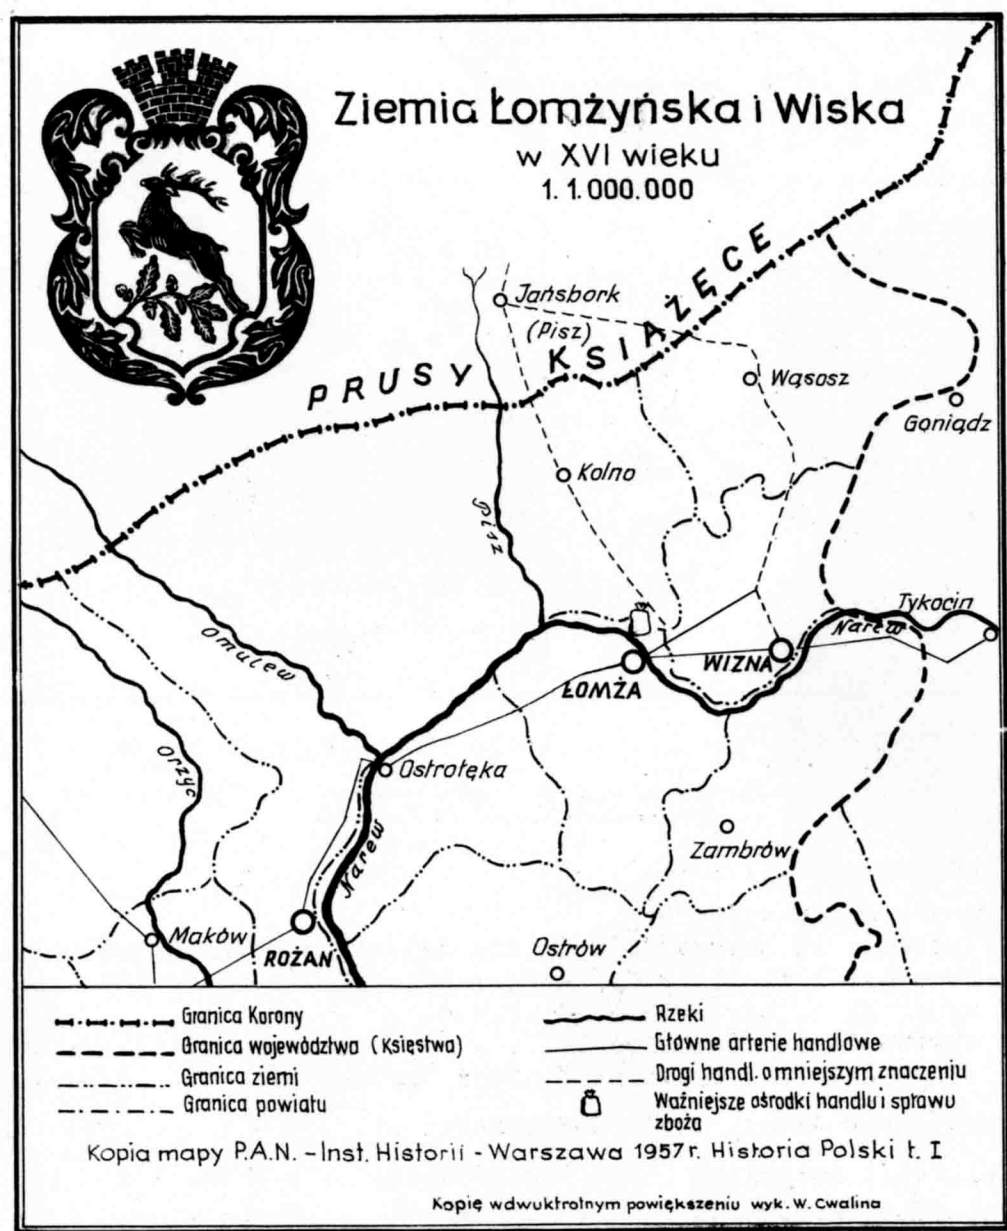 Ziemia Łomżyńska i Wiska
w XVI wieku
1.1.000.000
PRUSY KSIĄŻĘCE
Jańsbork
(Pisz)
Wąsosz
Goniądz
Kolno
Pisz
Omulew
Orzyc
Tykocin
Narew
WIZNA
ŁOMŻA
Ostrołęka
Narew
Zambrów
Maków
ROŻAN
Ostrów
Granica Korony
Granica województwa (Księstwa)
Granica ziemi
Granica powiatu
Rzeki
Główne arterie handlowe
Drogi handl. o mniejszym znaczeniu
Ważniejsze ośrodki handlu i spławu
zboża
Kopia mapy P.A.N. - Inst. Historii - Warszawa 1957r. Historia Polski t. I
Kopię wdwukrotnym powiększeniu wyk. W. Cwalina